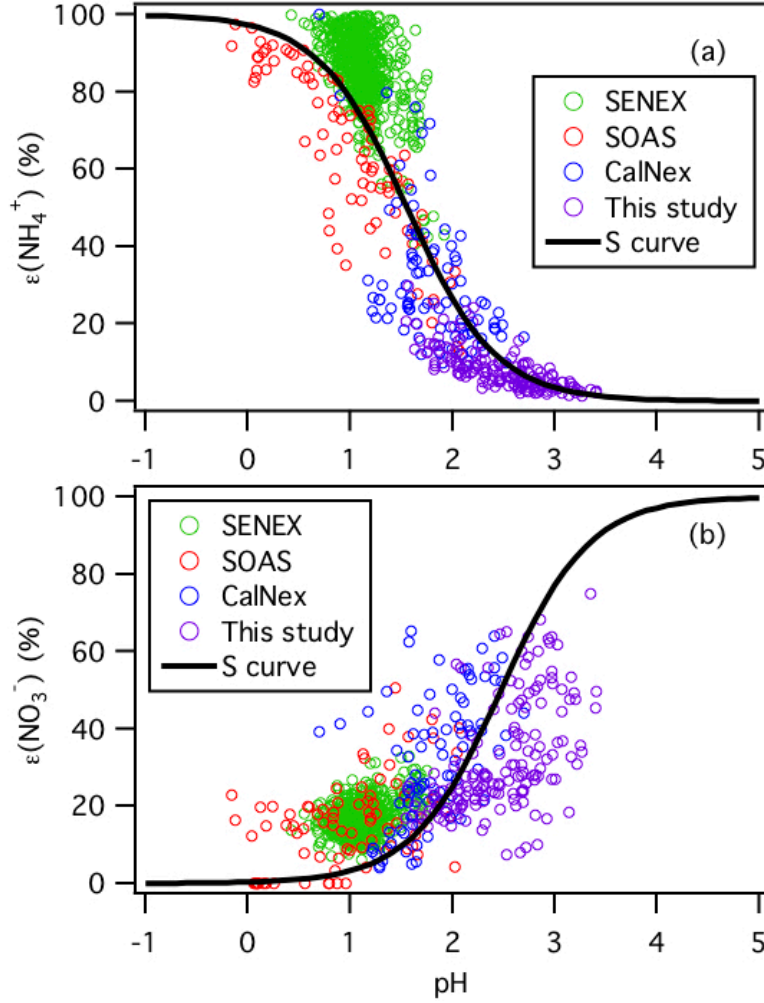 100
80
60
40
20
0
ε(NH₄⁺) (%)
(a)
SENEX
SOAS
CalNex
This study
S curve
-1 0 1 2 3 4 5
100
80
60
40
20
0
ε(NO₃⁻) (%)
(b)
SENEX
SOAS
CalNex
This study
S curve
-1 0 1 2 3 4 5
pH